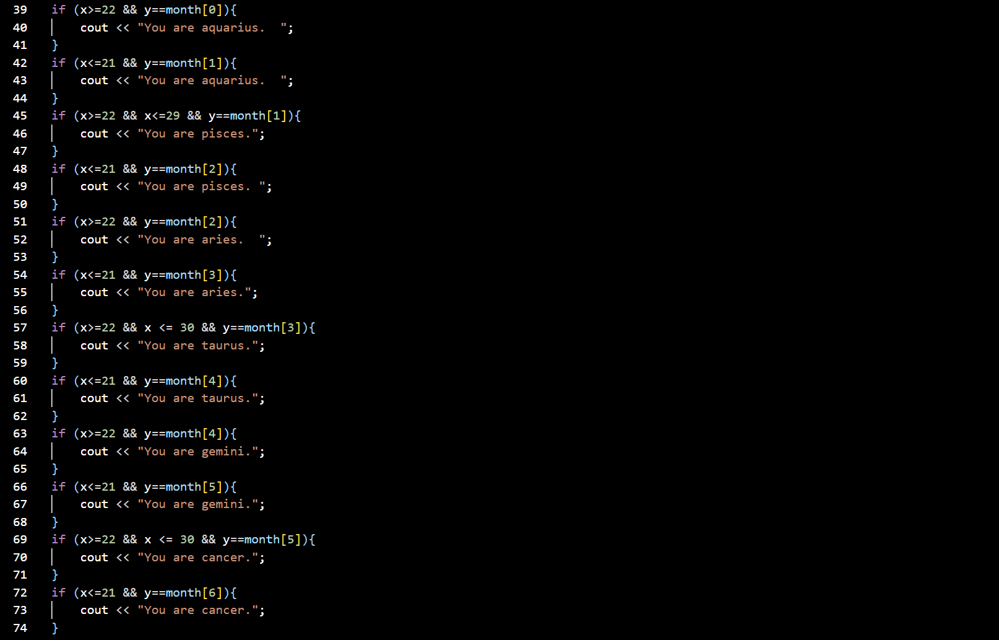 39 if (x>=22 && y==month[0]){
40 cout << "You are aquarius.  ";
41 }
42 if (x<=21 && y==month[1]){
43 cout << "You are aquarius.  ";
44 }
45 if (x>=22 && x<=29 && y==month[1]){
46 cout << "You are pisces.";
47 }
48 if (x<=21 && y==month[2]){
49 cout << "You are pisces. ";
50 }
51 if (x>=22 && y==month[2]){
52 cout << "You are aries.  ";
53 }
54 if (x<=21 && y==month[3]){
55 cout << "You are aries.";
56 }
57 if (x>=22 && x <= 30 && y==month[3]){
58 cout << "You are taurus.";
59 }
60 if (x<=21 && y==month[4]){
61 cout << "You are taurus.";
62 }
63 if (x>=22 && y==month[4]){
64 cout << "You are gemini.";
65 }
66 if (x<=21 && y==month[5]){
67 cout << "You are gemini.";
68 }
69 if (x>=22 && x <= 30 && y==month[5]){
70 cout << "You are cancer.";
71 }
72 if (x<=21 && y==month[6]){
73 cout << "You are cancer.";
74 }